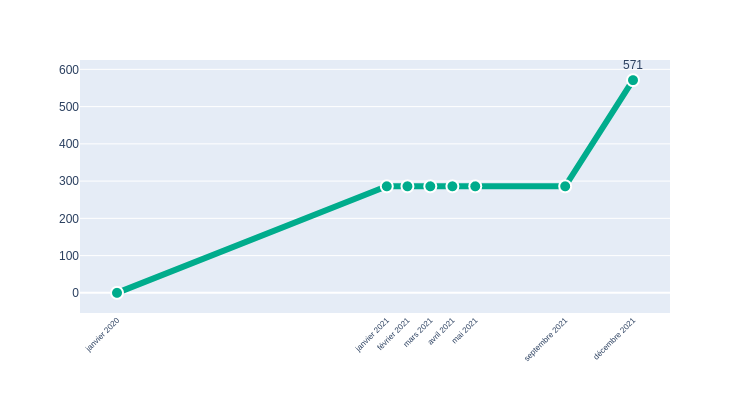 571
600
500
400
300
200
100
0
janvier 2020
janvier 2021
février 2021
mars 2021
avril 2021
mai 2021
septembre 2021
décembre 2021